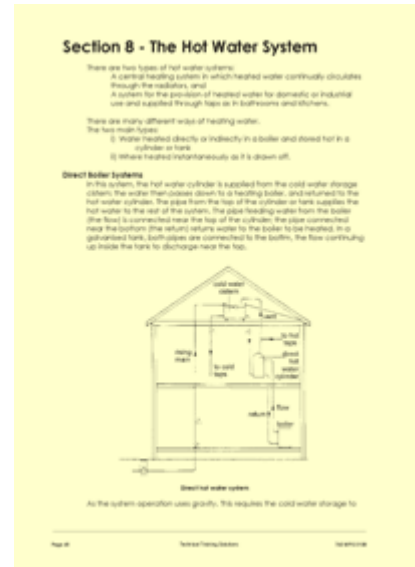 Section 8 - The Hot Water System
There are two types of hot water systems:
A central heating system in which heated water continually circulates
through the radiators, and
A system for the provision of heated water for domestic or industrial
use and supplied through taps as in bathrooms and kitchens.
There are many different ways of heating water.
The two main types:
i) Water heated directly or indirectly in a boiler and stored hot in a
cylinder or tank
ii) Where heated instantaneously as it is drawn off.
Direct Boiler Systems
In this system, the hot water cylinder is supplied from the cold water storage
cistern; the water then passes down to a heating boiler, and returned to the
hot water cylinder. The pipe from the top of the cylinder or tank supplies the
hot water to the rest of the system. The pipe feeding water from the boiler
(the flow) is connected near the top of the cylinder; the pipe connected
near the bottom (the return) returns water to the boiler to be heated. In a
galvanised tank, both pipes are connected to the bottm, the flow continuing
up inside the tank to discharge near the top.
cold water
cistern
vent
to hot
taps
rising
main
direct
hot
water
cylinder
to cold
taps
flow
return
boiler
Direct hot water system
As the system operation uses gravity. This requires the cold water storage to
Technical Training Solutions